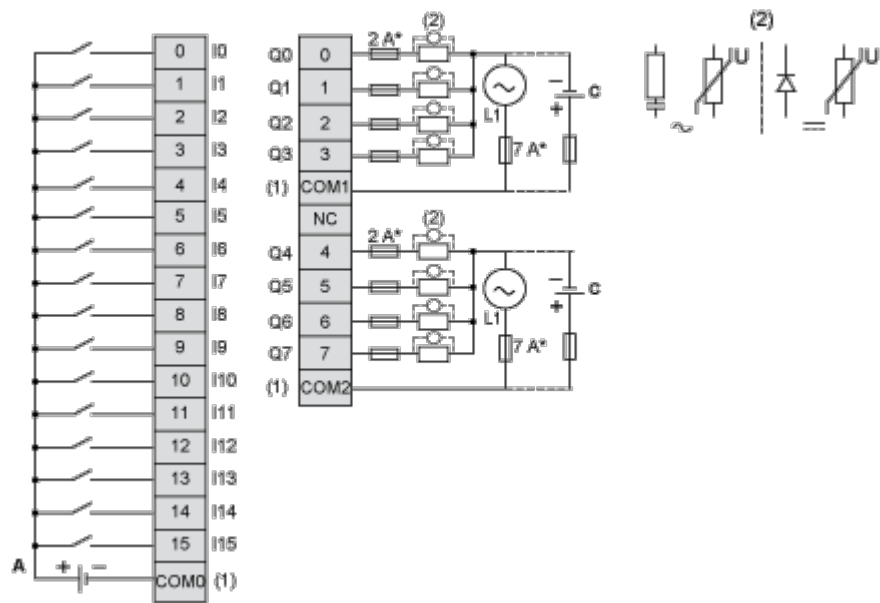 0 I0
1 I1
2 I2
3 I3
4 I4
5 I5
6 I6
7 I7
8 I8
9 I9
10 I10
11 I11
12 I12
13 I13
14 I14
15 I15
A + − COM0 (1)
(2)
2 A*
Q0 0
Q1 1
Q2 2
Q3 3
(1) COM1
L1
7 A*
− + C
NC
(2)
2 A*
Q4 4
Q5 5
Q6 6
Q7 7
(1) COM2
L1
7 A*
− + C
(2)
U U